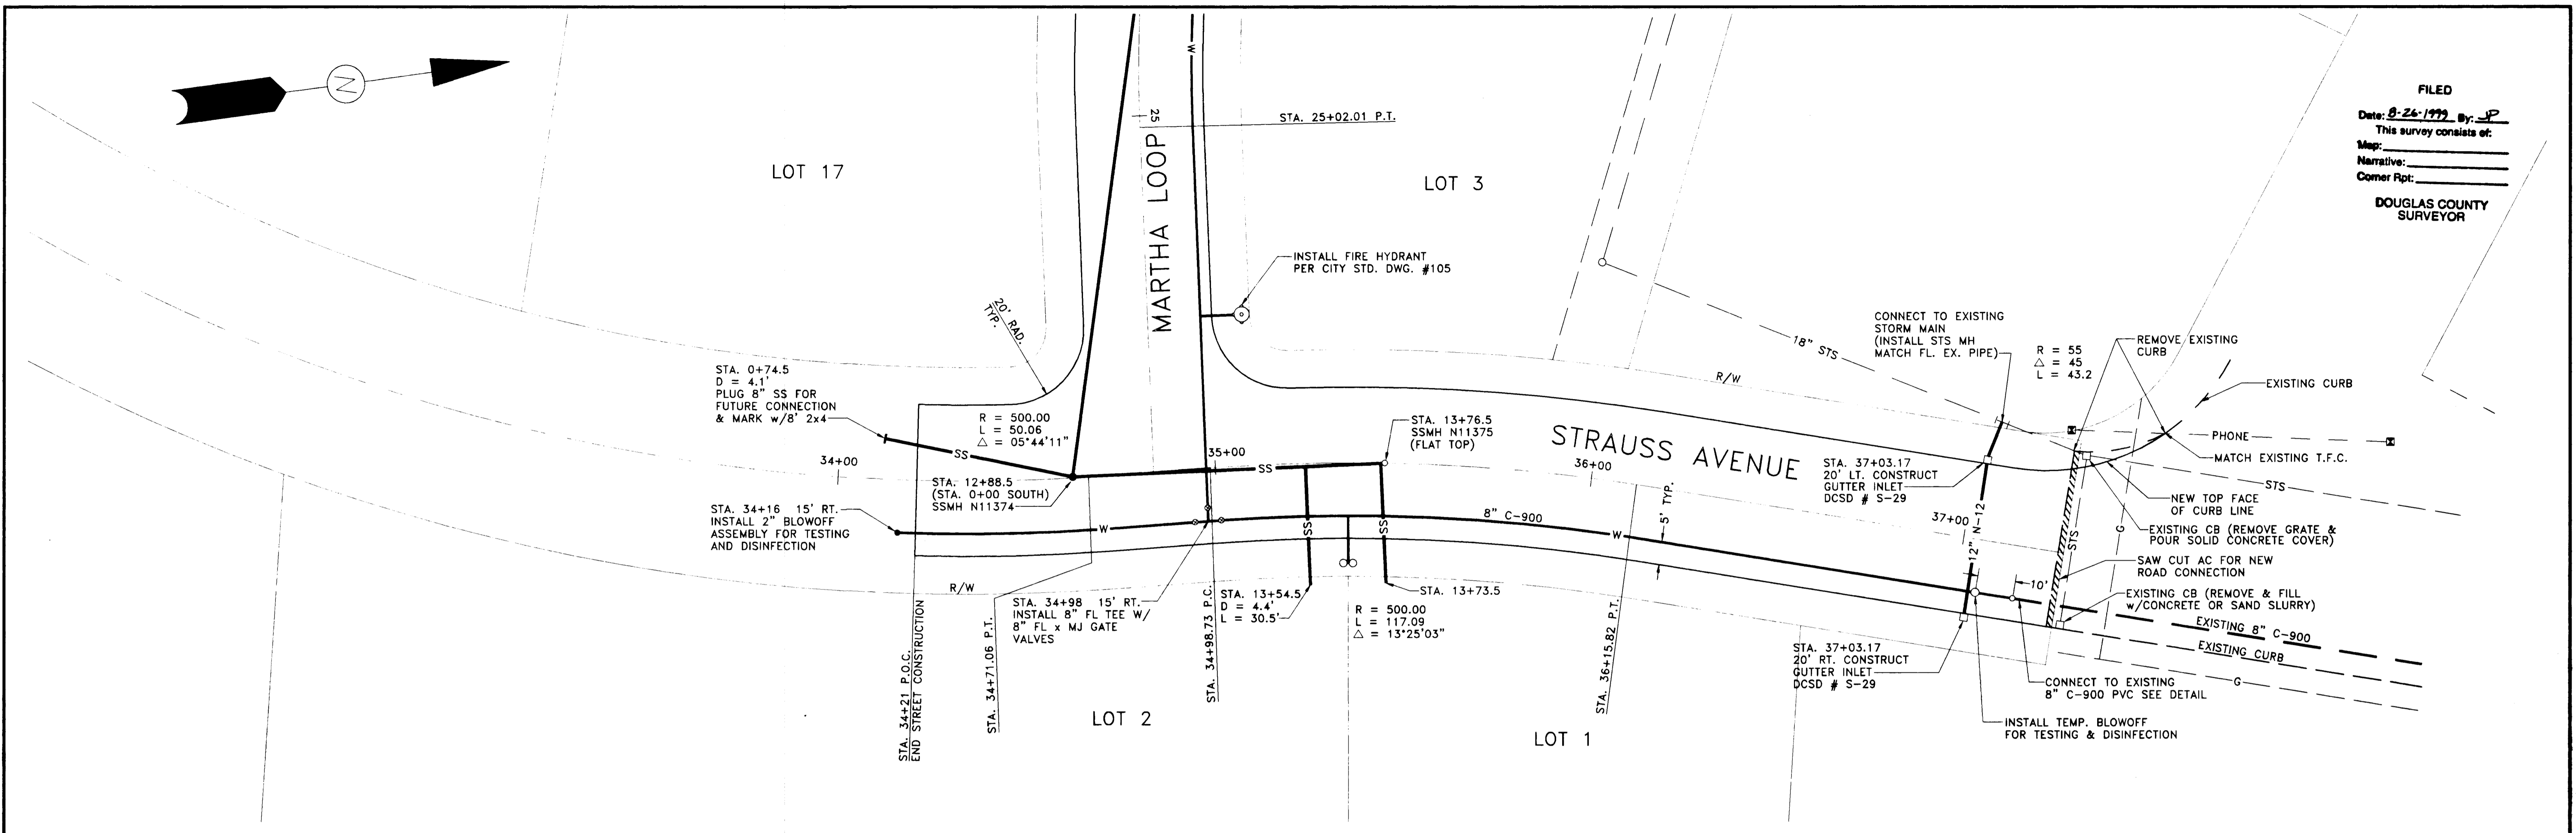 N
FILED
Date: 8-26-1999 By: JP
This survey consists of:
Map:
Narrative:
Corner Rpt:
DOUGLAS COUNTY
SURVEYOR
LOT 17
25
STA. 25+02.01 P.T.
MARTHA LOOP
W
LOT 3
INSTALL FIRE HYDRANT
PER CITY STD. DWG. #105
20' RAD.
TYP.
18" STS
CONNECT TO EXISTING
STORM MAIN
(INSTALL STS MH
MATCH FL. EX. PIPE)
R = 55
△ = 45
L = 43.2
REMOVE EXISTING
CURB
EXISTING CURB
PHONE
MATCH EXISTING T.F.C.
STS
NEW TOP FACE
OF CURB LINE
EXISTING CB (REMOVE GRATE &
POUR SOLID CONCRETE COVER)
SAW CUT AC FOR NEW
ROAD CONNECTION
EXISTING CB (REMOVE & FILL
w/CONCRETE OR SAND SLURRY)
EXISTING 8" C-900
EXISTING CURB
G
G
STS
10'
CONNECT TO EXISTING
8" C-900 PVC SEE DETAIL
INSTALL TEMP. BLOWOFF
FOR TESTING & DISINFECTION
STA. 0+74.5
D = 4.1'
PLUG 8" SS FOR
FUTURE CONNECTION
& MARK w/8' 2x4
R = 500.00
L = 50.06
△ = 05°44'11"
SS
34+00
STA. 12+88.5
(STA. 0+00 SOUTH)
SSMH N11374
35+00
SS
STA. 13+76.5
SSMH N11375
(FLAT TOP)
R/W
STRAUSS AVENUE
36+00
STA. 37+03.17
20' LT. CONSTRUCT
GUTTER INLET
DCSD # S-29
37+00
12" N-12
STA. 34+16 15' RT.
INSTALL 2" BLOWOFF
ASSEMBLY FOR TESTING
AND DISINFECTION
W
SS
SS
8" C-900
W
5' TYP.
R/W
STA. 34+21 P.O.C.
END STREET CONSTRUCTION
STA. 34+71.06 P.T.
STA. 34+98 15' RT.
INSTALL 8" FL TEE W/
8" FL x MJ GATE
VALVES
STA. 34+98.73 P.C.
STA. 13+54.5
D = 4.4'
L = 30.5'
STA. 13+73.5
R = 500.00
L = 117.09
△ = 13°25'03"
STA. 36+15.82 P.T.
STA. 37+03.17
20' RT. CONSTRUCT
GUTTER INLET
DCSD # S-29
LOT 2
LOT 1